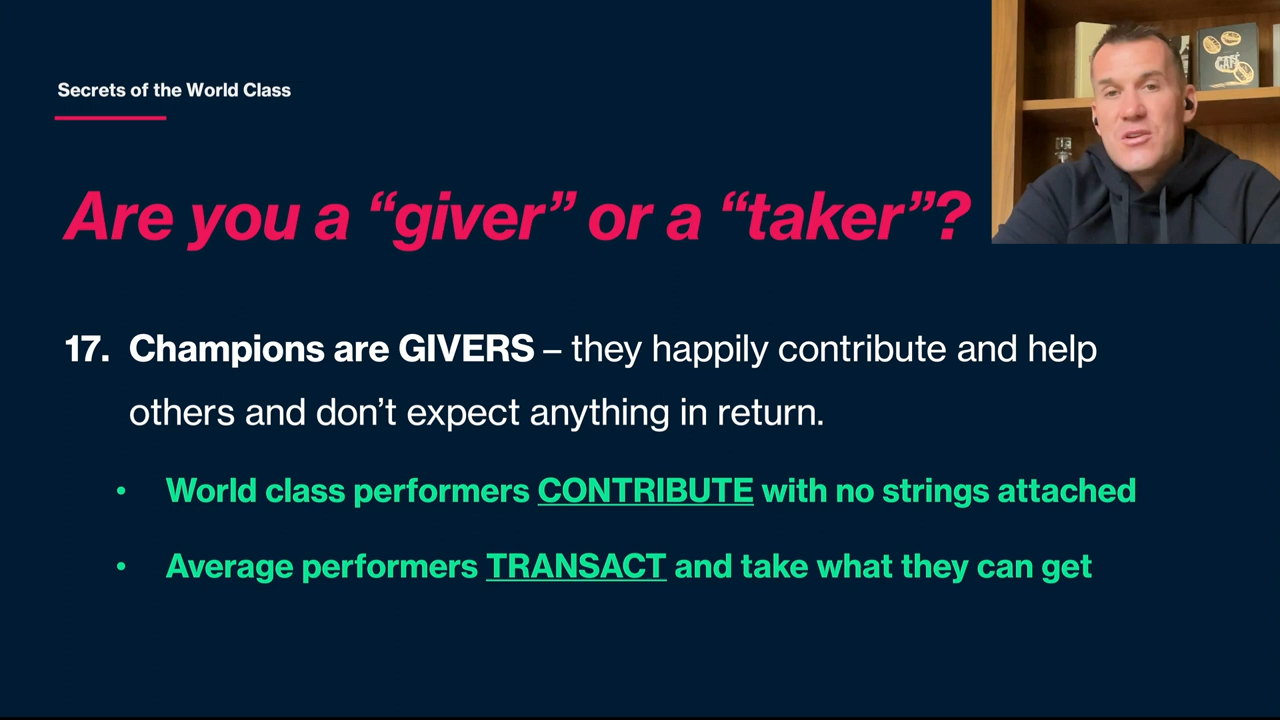 Secrets of the World Class
CAFÉ
Are you a “giver” or a “taker”?
17. Champions are GIVERS – they happily contribute and help
others and don’t expect anything in return.
• World class performers CONTRIBUTE with no strings attached
• Average performers TRANSACT and take what they can get